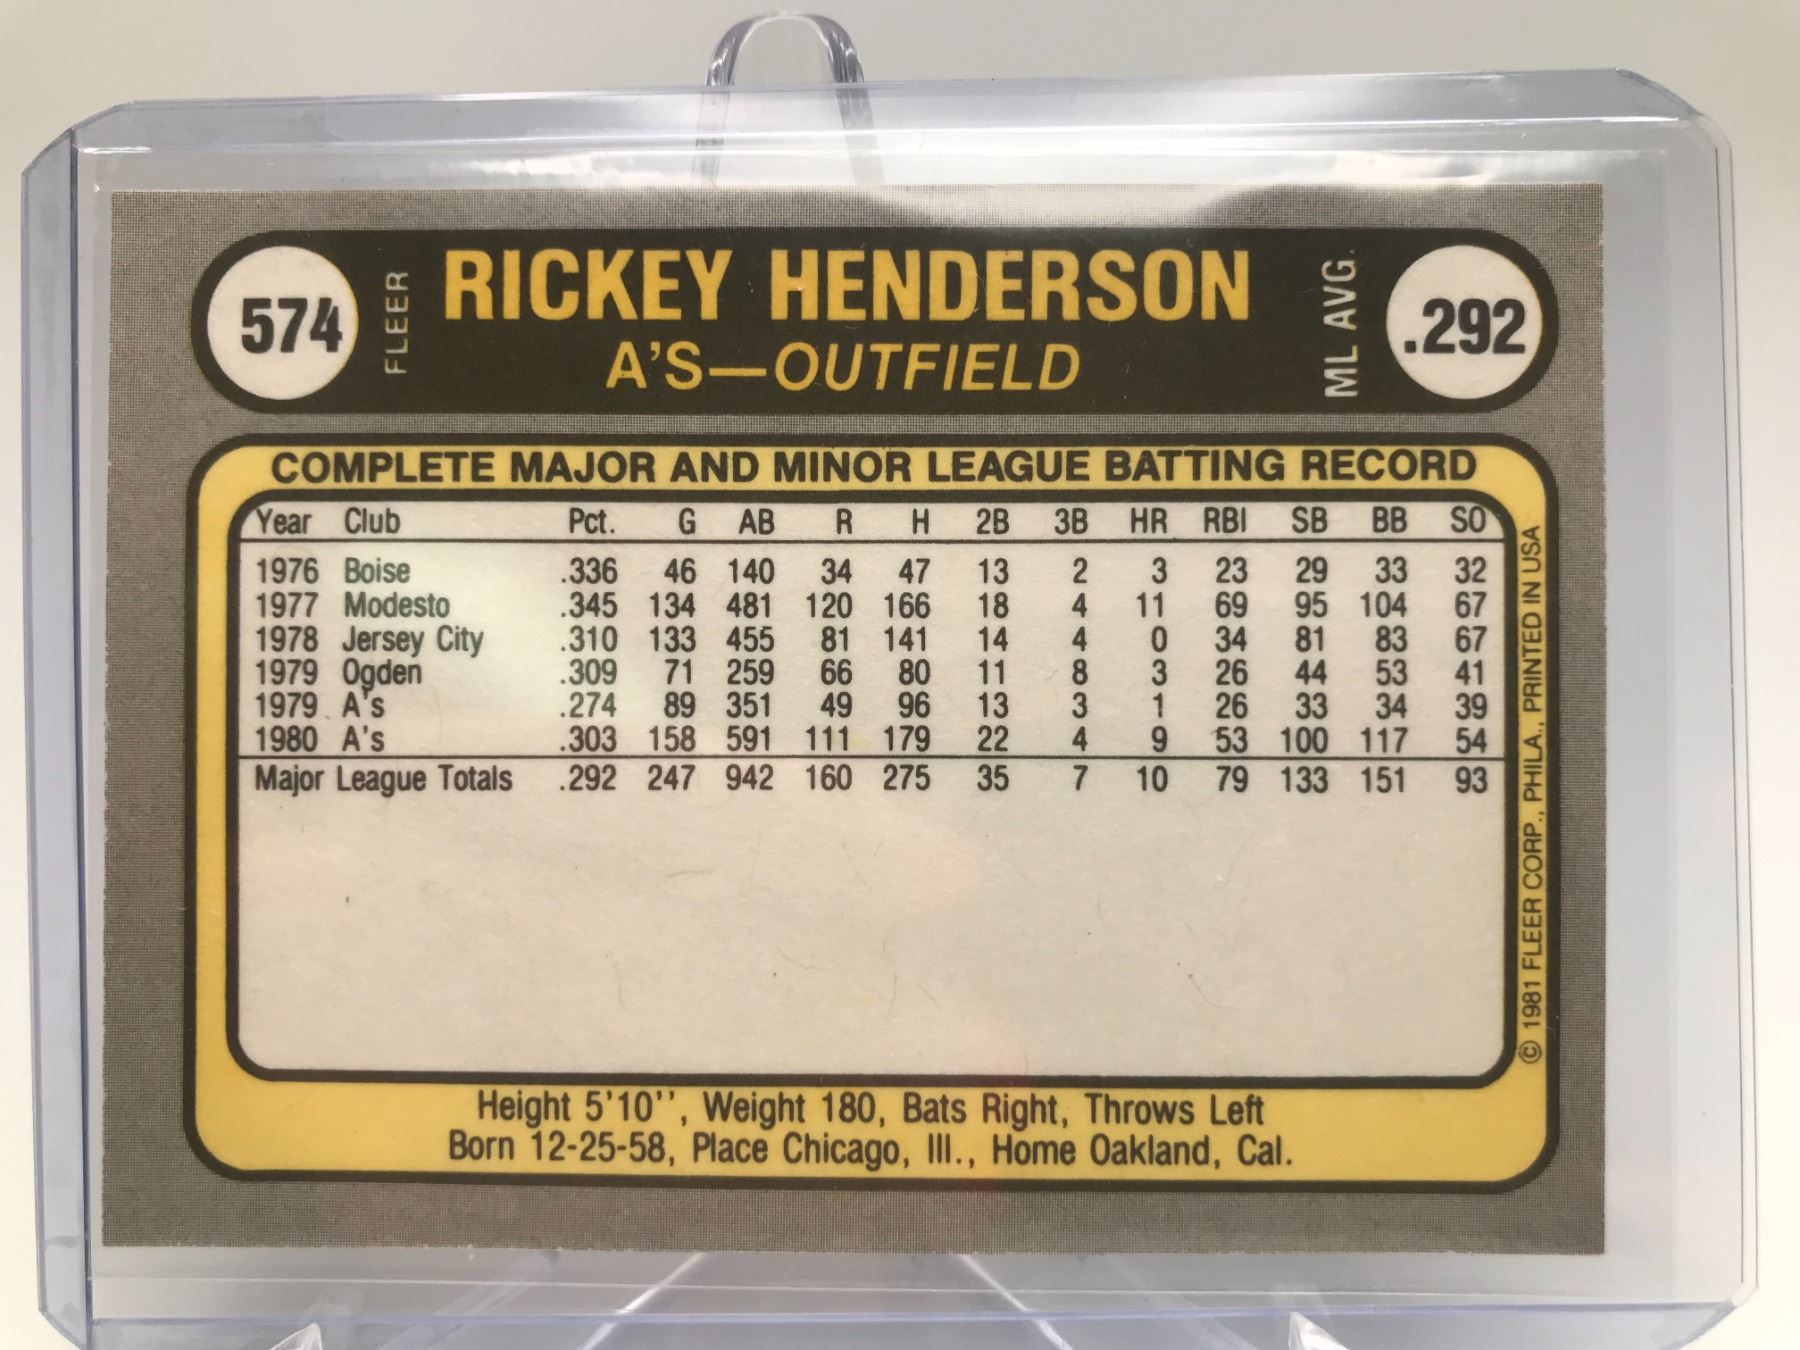 574 FLEER RICKEY HENDERSON ML AVG. .292
A'S—OUTFIELD
COMPLETE MAJOR AND MINOR LEAGUE BATTING RECORD
Year Club Pct. G AB R H 2B 3B HR RBI SB BB SO
1976 Boise .336 46 140 34 47 13 2 3 23 29 33 32
1977 Modesto .345 134 481 120 166 18 4 11 69 95 104 67
1978 Jersey City .310 133 455 81 141 14 4 0 34 81 83 67
1979 Ogden .309 71 259 66 80 11 8 3 26 44 53 41
1979 A's .274 89 351 49 96 13 3 1 26 33 34 39
1980 A's .303 158 591 111 179 22 4 9 53 100 117 54
Major League Totals .292 247 942 160 275 35 7 10 79 133 151 93
© 1981 FLEER CORP., PHILA., PRINTED IN USA
Height 5'10'', Weight 180, Bats Right, Throws Left
Born 12-25-58, Place Chicago, Ill., Home Oakland, Cal.